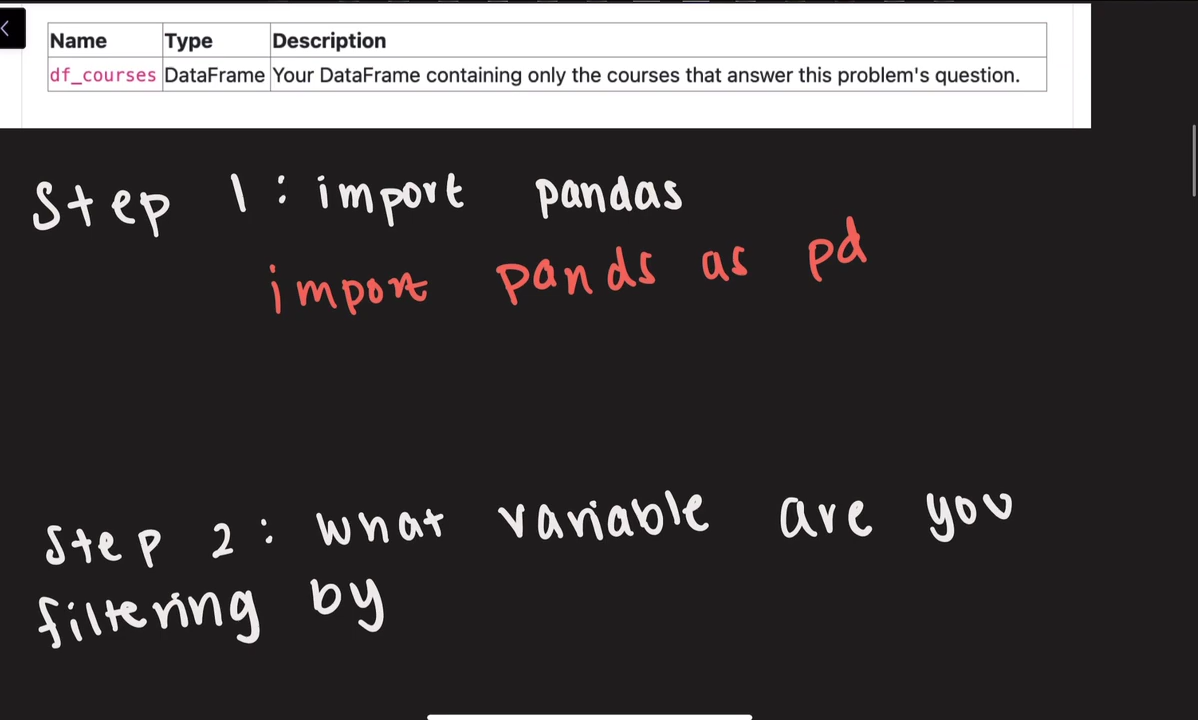 Name Type Description
df_courses DataFrame Your DataFrame containing only the courses that answer this problem's question.
Step 1: import pandas
import pands as pd
Step 2: What variable are you
filtering by